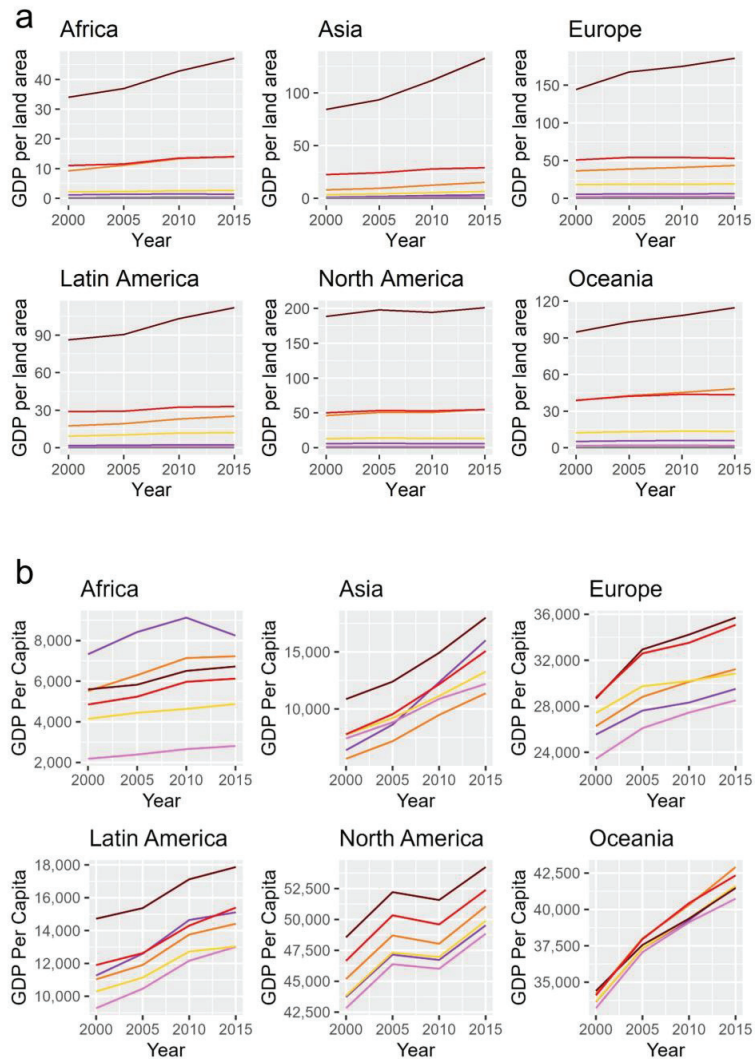 a
Africa
Asia
Europe
GDP per land area
40
30
20
10
0
2000 2005 2010 2015
Year
GDP per land area
100
50
0
2000 2005 2010 2015
Year
GDP per land area
150
100
50
0
2000 2005 2010 2015
Year
Latin America
North America
Oceania
GDP per land area
90
60
30
0
2000 2005 2010 2015
Year
GDP per land area
200
150
100
50
0
2000 2005 2010 2015
Year
GDP per land area
120
90
60
30
0
2000 2005 2010 2015
Year
b
Africa
Asia
Europe
GDP Per Capita
8,000
6,000
4,000
2,000
2000 2005 2010 2015
Year
GDP Per Capita
15,000
10,000
2000 2005 2010 2015
Year
GDP Per Capita
36,000
32,000
28,000
24,000
2000 2005 2010 2015
Year
Latin America
North America
Oceania
GDP Per Capita
18,000
16,000
14,000
12,000
10,000
2000 2005 2010 2015
Year
GDP Per Capita
52,500
50,000
47,500
45,000
42,500
2000 2005 2010 2015
Year
GDP Per Capita
42,500
40,000
37,500
35,000
2000 2005 2010 2015
Year